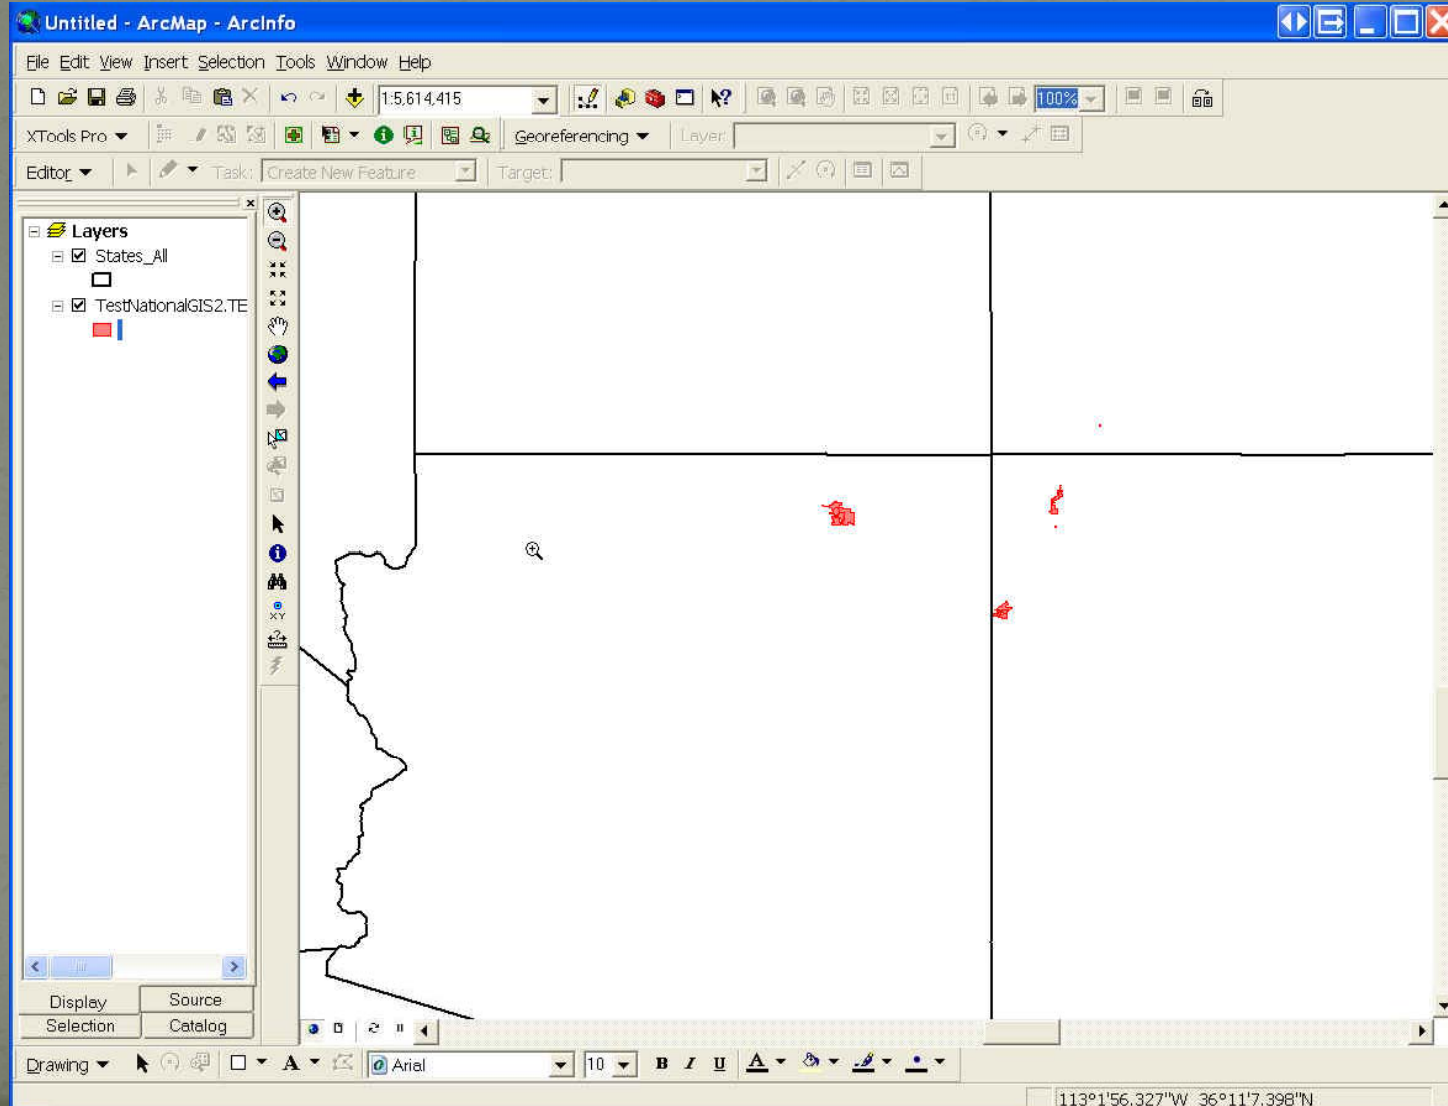 Untitled - ArcMap - ArcInfo
File Edit View Insert Selection Tools Window Help
1:5,614,415 100%
XTools Pro Georeferencing Layer:
Editor Task: Create New Feature Target:
Layers
States_All
TestNationalGIS2.TE
XY
Display Source
Selection Catalog
Drawing A Arial 10 B I U A
113°1'56.327"W 36°11'7.398"N